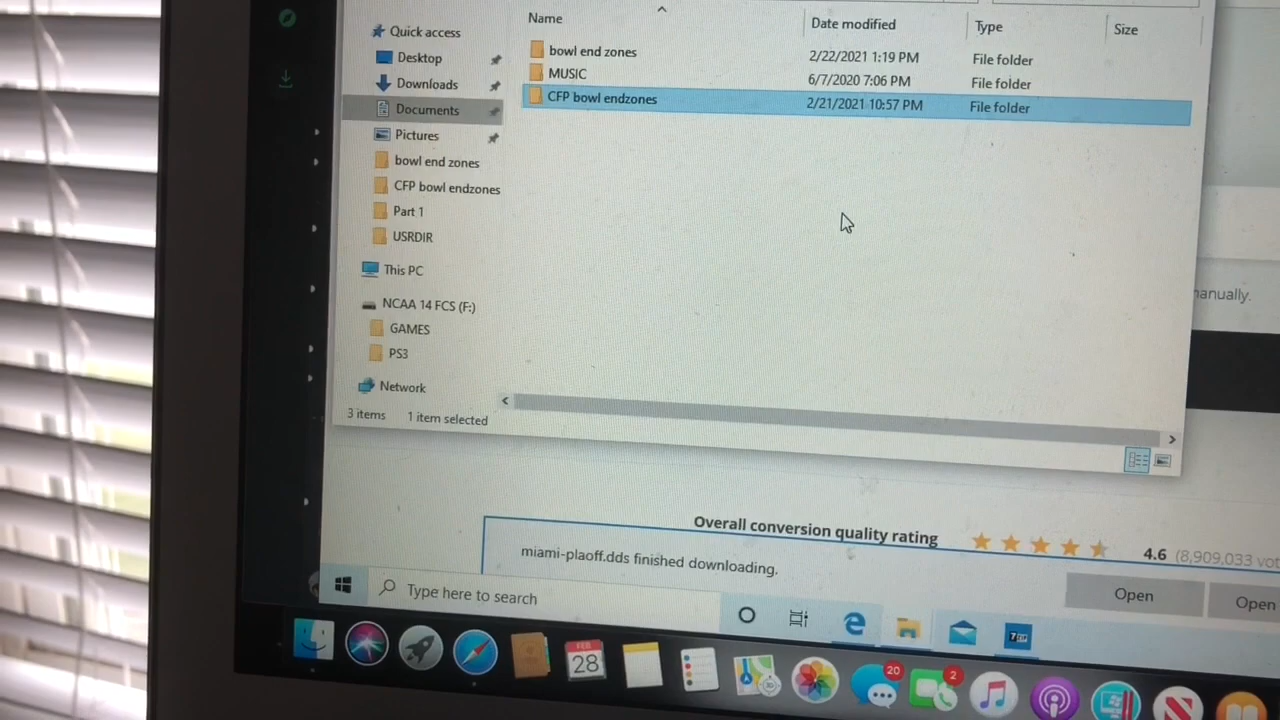 Name Date modified Type Size
Quick access
Desktop
Downloads
Documents
Pictures
bowl end zones
CFP bowl endzones
Part 1
USRDIR
This PC
NCAA 14 FCS (F:)
GAMES
PS3
Network
bowl end zones 2/22/2021 1:19 PM File folder
MUSIC 6/7/2020 7:06 PM File folder
CFP bowl endzones 2/21/2021 10:57 PM File folder
3 items 1 item selected
Overall conversion quality rating 4.6 (8,909,033
miami-plaoff.dds finished downloading.
Open Open
Type here to search
7ZIP
FEB
28
20
2